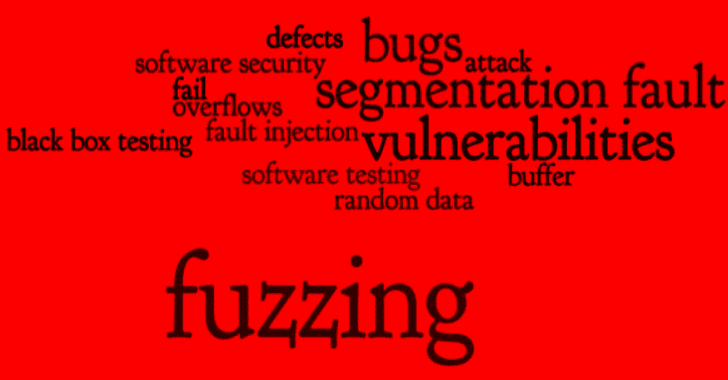 defects
bugs
software security
attack
fail
segmentation fault
overflows
black box testing
fault injection
vulnerabilities
software testing
buffer
random data
fuzzing